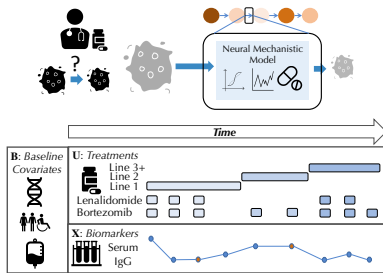 ?
Neural Mechanistic
Model
Time
B: Baseline
Covariates
U: Treatments
Line 3+
Line 2
Line 1
Lenalidomide
Bortezomib
X: Biomarkers
Serum
IgG